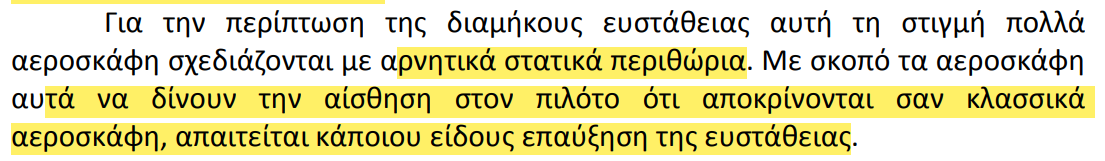 Για την περίπτωση της διαμήκους ευστάθειας αυτή τη στιγμή πολλά
αεροσκάφη σχεδιάζονται με αρνητικά στατικά περιθώρια. Με σκοπό τα αεροσκάφη
αυτά να δίνουν την αίσθηση στον πιλότο ότι αποκρίνονται σαν κλασσικά
αεροσκάφη, απαιτείται κάποιου είδους επαύξηση της ευστάθειας.